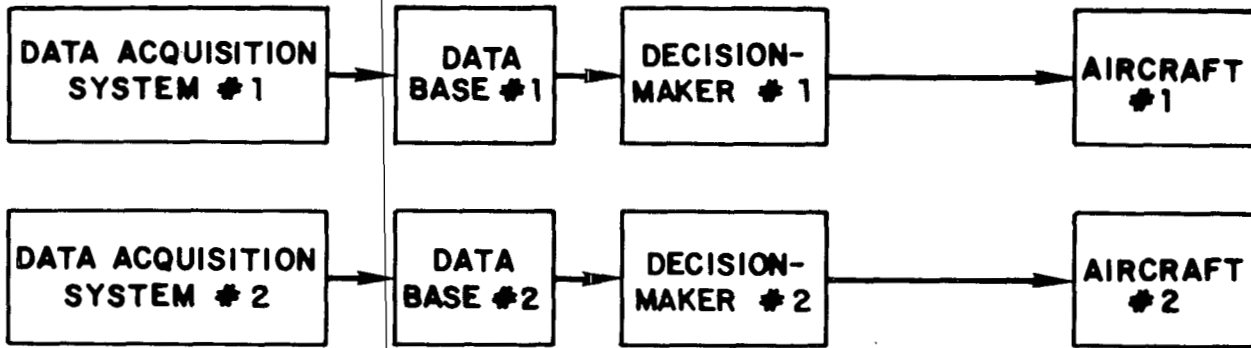 DATA ACQUISITION
SYSTEM #1
DATA
BASE #1
DECISION-
MAKER # 1
AIRCRAFT
#1
DATA ACQUISITION
SYSTEM #2
DATA
BASE #2
DECISION-
MAKER #2
AIRCRAFT
#2